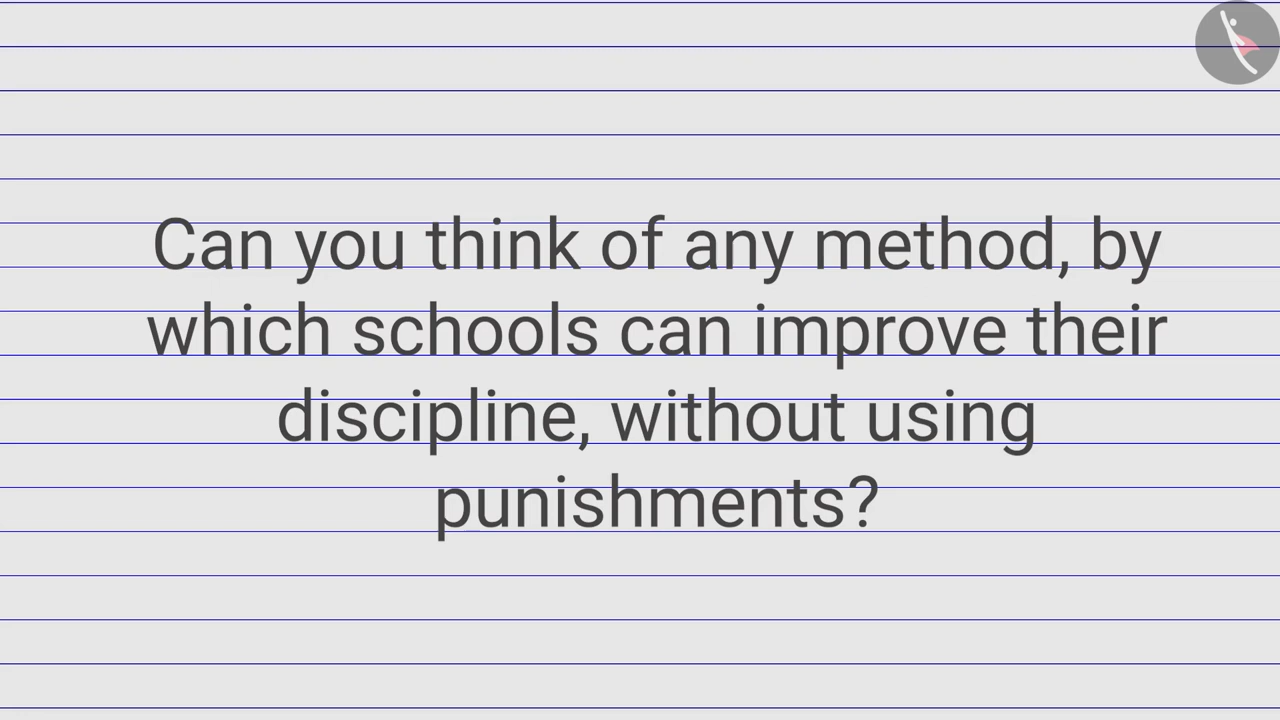 Can you think of any method, by
which schools can improve their
discipline, without using
punishments?